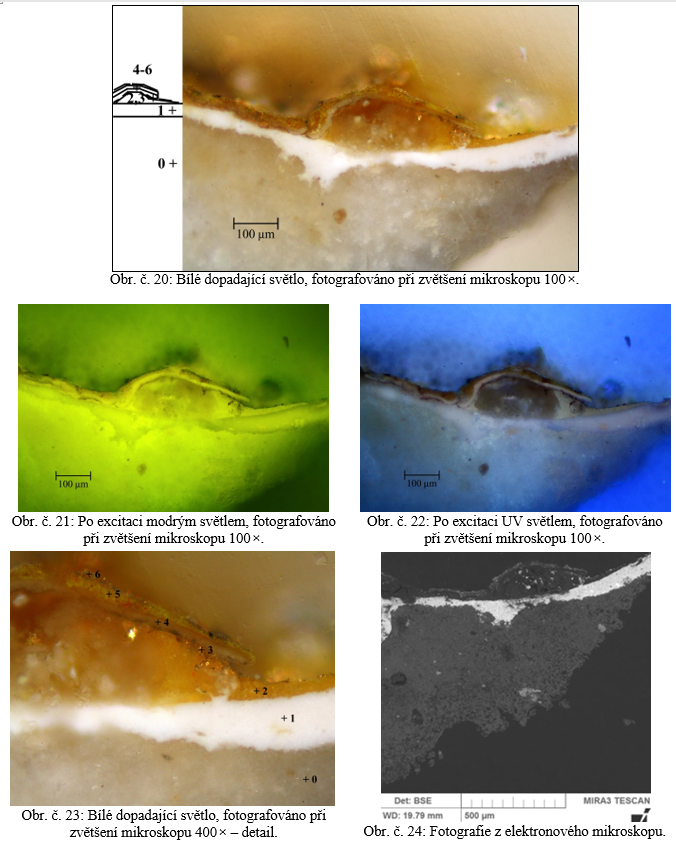 4-6
2,3
1 +
0 +
100 µm
Obr. č. 20: Bílé dopadající světlo, fotografováno při zvětšení mikroskopu 100×.
100 µm
100 µm
Obr. č. 21: Po excitaci modrým světlem, fotografováno
při zvětšení mikroskopu 100×.
Obr. č. 22: Po excitaci UV světlem, fotografováno
při zvětšení mikroskopu 100×.
+ 6
+ 5
+ 4
+ 3
+ 2
+ 1
+ 0
Det: BSE
MIRA3 TESCAN
WD: 19.79 mm
500 µm
Obr. č. 23: Bílé dopadající světlo, fotografováno při
zvětšení mikroskopu 400× – detail.
Obr. č. 24: Fotografie z elektronového mikroskopu.